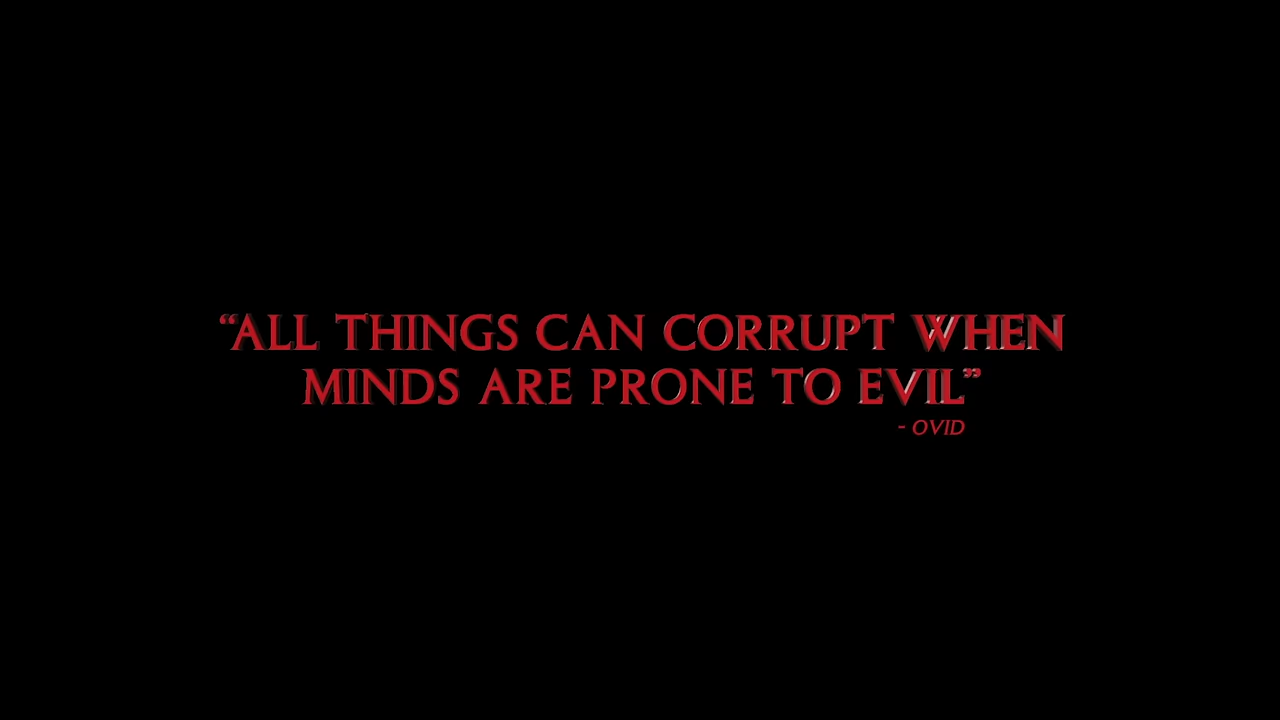 “ALL THINGS CAN CORRUPT WHEN
MINDS ARE PRONE TO EVIL”
- OVID